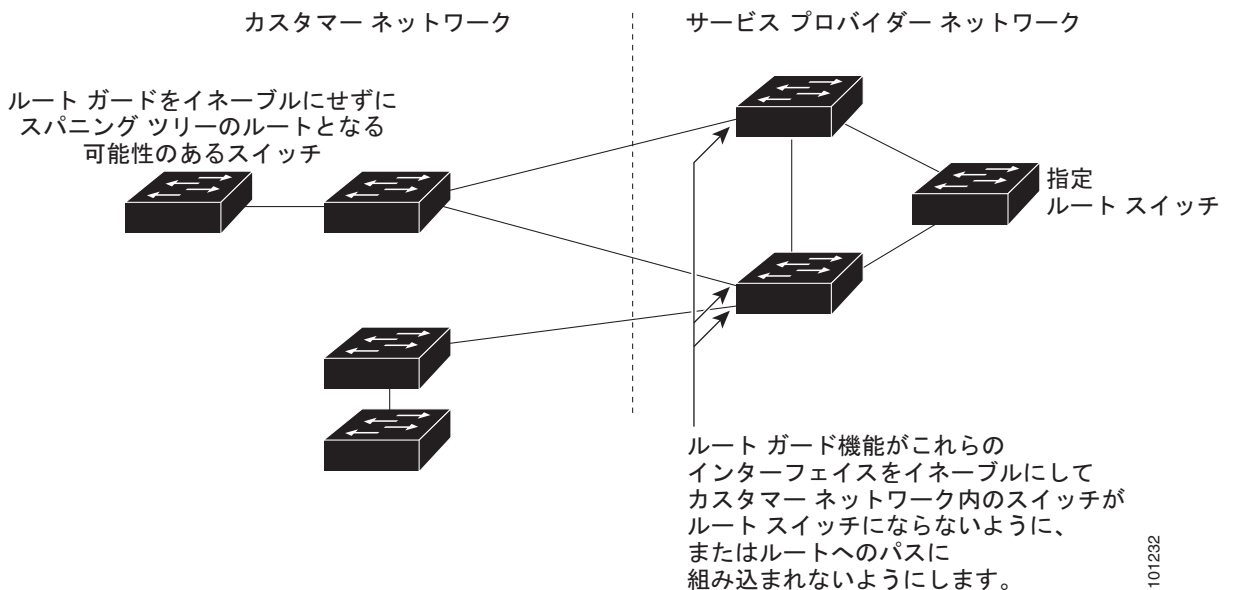 カスタマー ネットワーク
サービス プロバイダー ネットワーク
ルート ガードをイネーブルにせずに
スパニング ツリーのルートとなる
可能性のあるスイッチ
指定
ルート スイッチ
ルート ガード機能がこれらの
インターフェイスをイネーブルにして
カスタマー ネットワーク内のスイッチが
ルート スイッチにならないように、
またはルートへのパスに
組み込まれないようにします。
101232